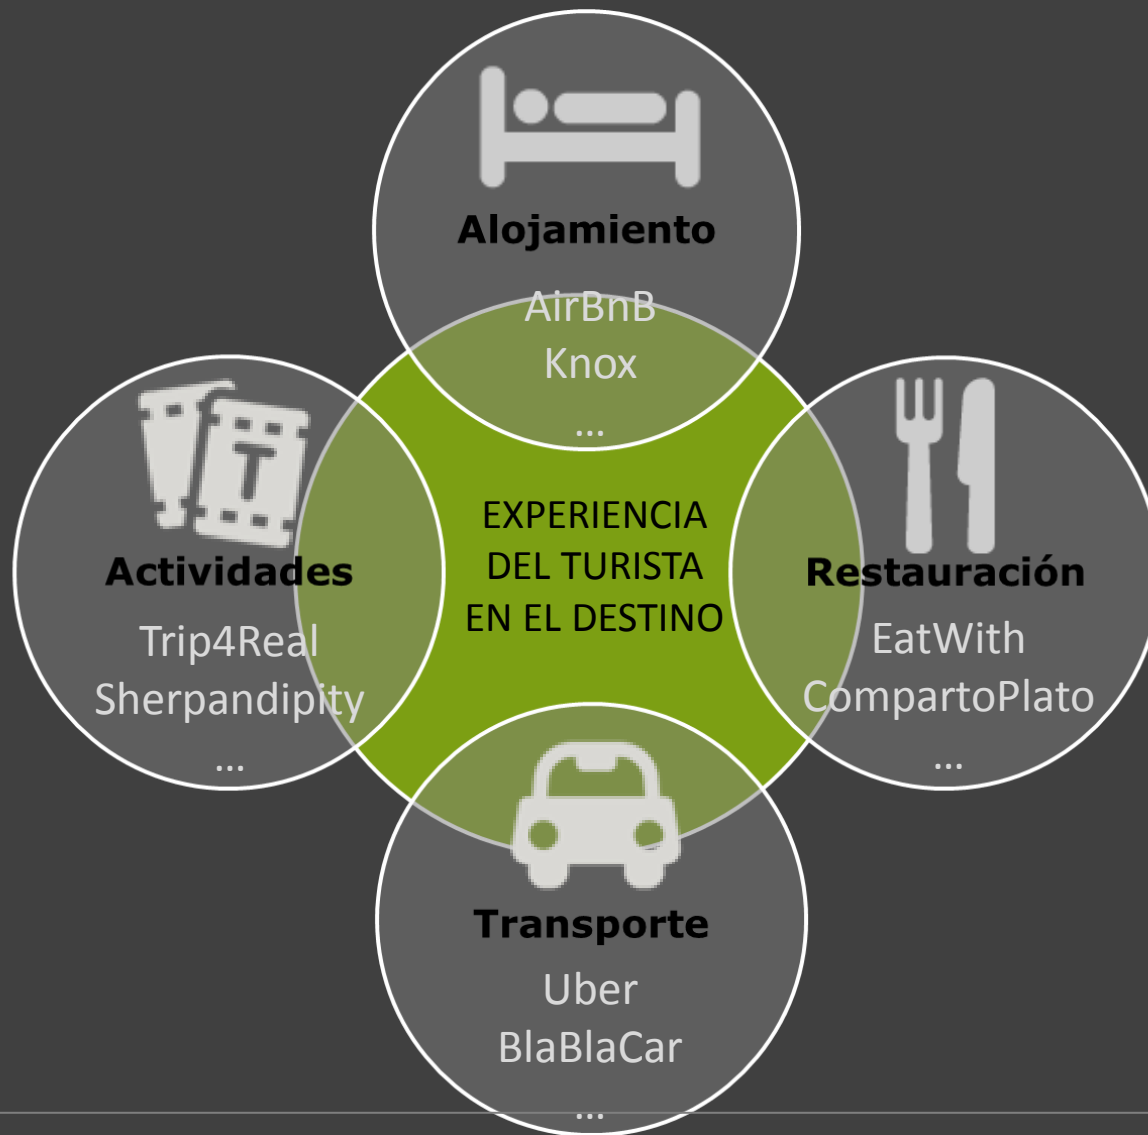 Alojamiento
AirBnB
Knox
...
T
Actividades
Trip4Real
Sherpandipity
...
EXPERIENCIA
DEL TURISTA
EN EL DESTINO
Restauración
EatWith
CompartoPlato
...
Transporte
Uber
BlaBlaCar
...